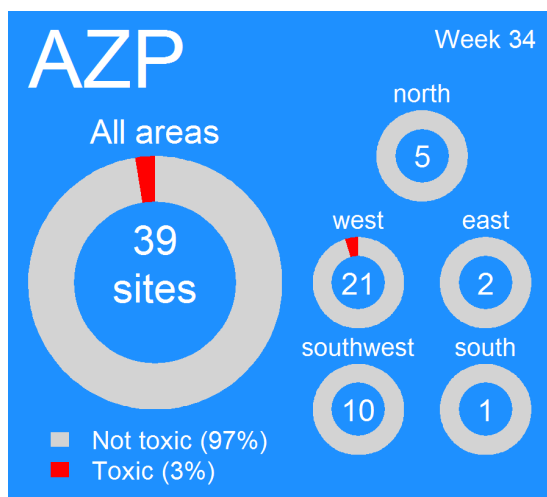 AZP
Week 34
All areas
39
sites
north
5
west
21
east
2
southwest
10
south
1
Not toxic (97%)
Toxic (3%)